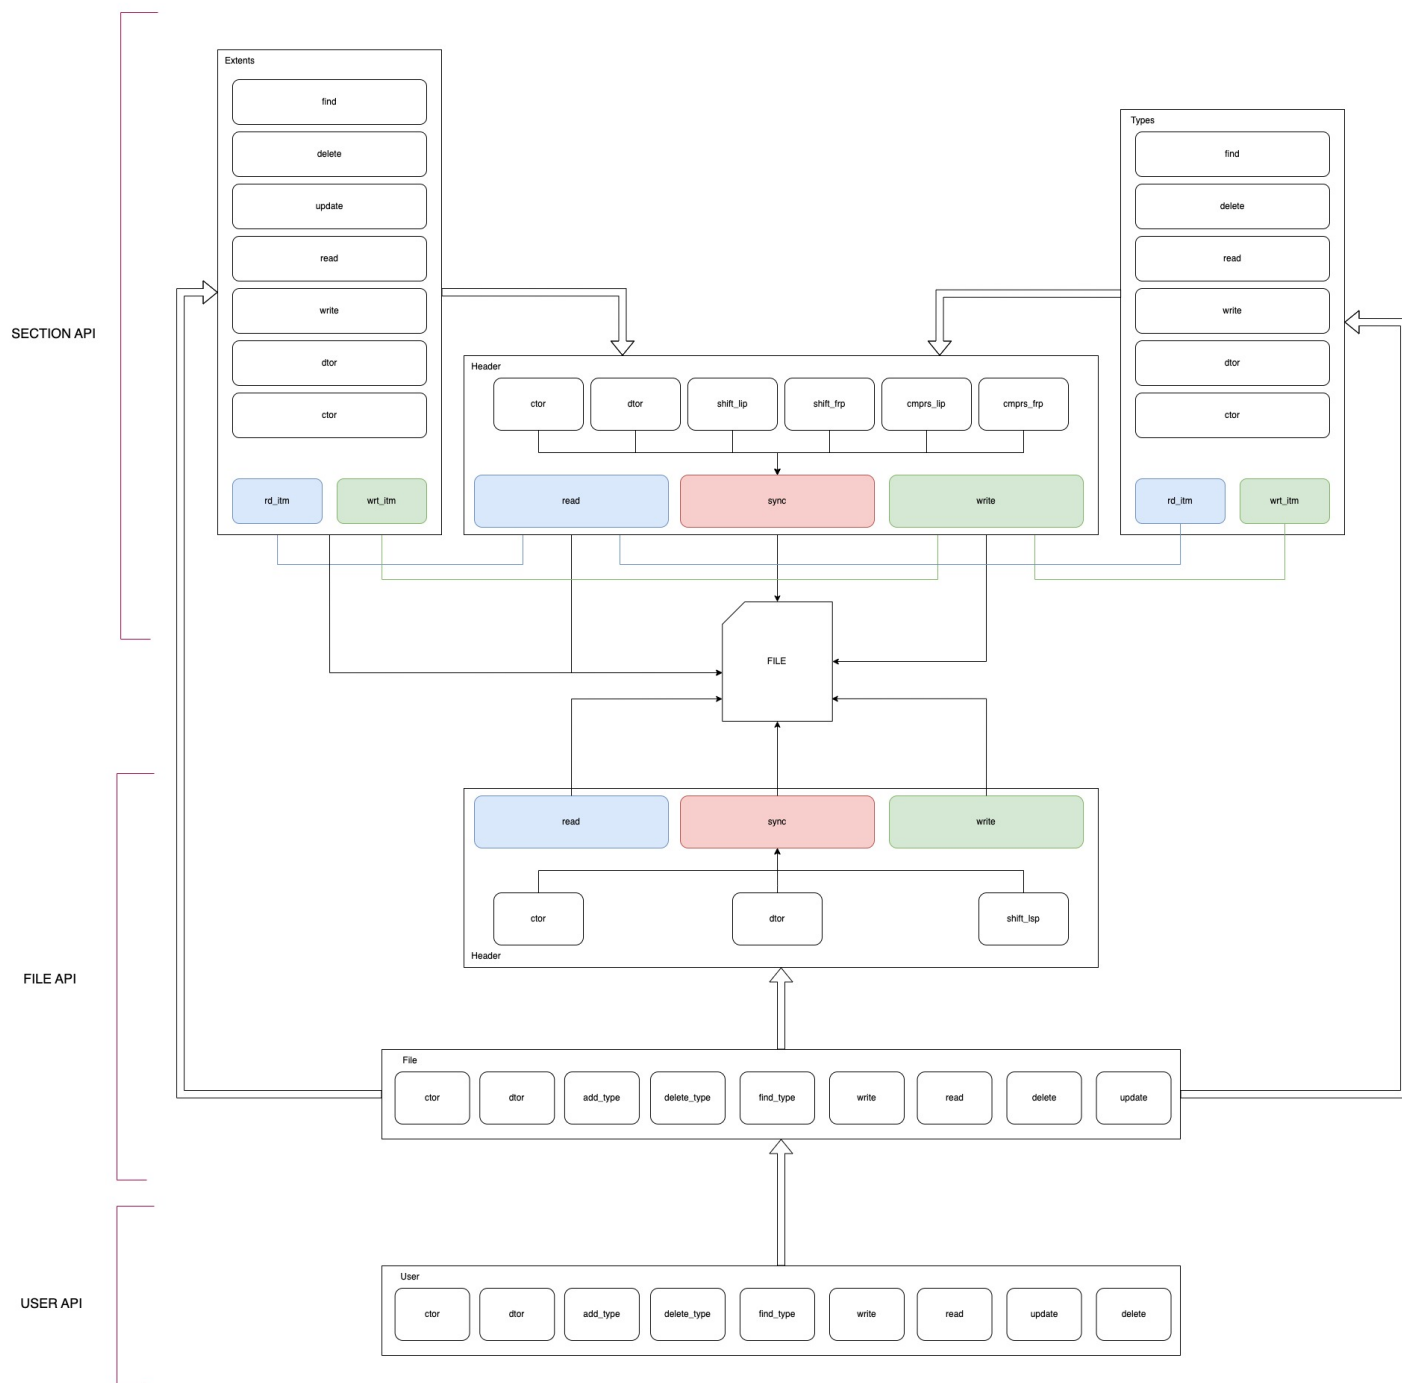 SECTION API
Extents
find
delete
update
read
write
dtor
ctor
rd_itm wrt_itm
Types
find
delete
read
write
dtor
ctor
rd_itm wrt_itm
Header
ctor dtor shift_lip shift_frp cmprs_lip cmprs_frp
read sync write
FILE
FILE API
read sync write
ctor dtor shift_lsp
Header
File
ctor dtor add_type delete_type find_type write read delete update
USER API
User
ctor dtor add_type delete_type find_type write read update delete